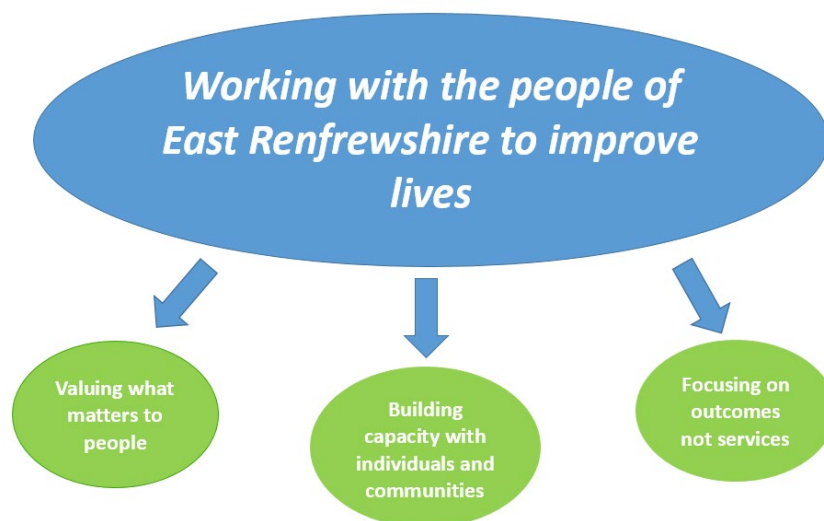 Working with the people of
East Renfrewshire to improve
lives
Valuing what
matters to
people
Building
capacity with
individuals and
communities
Focusing on
outcomes
not services